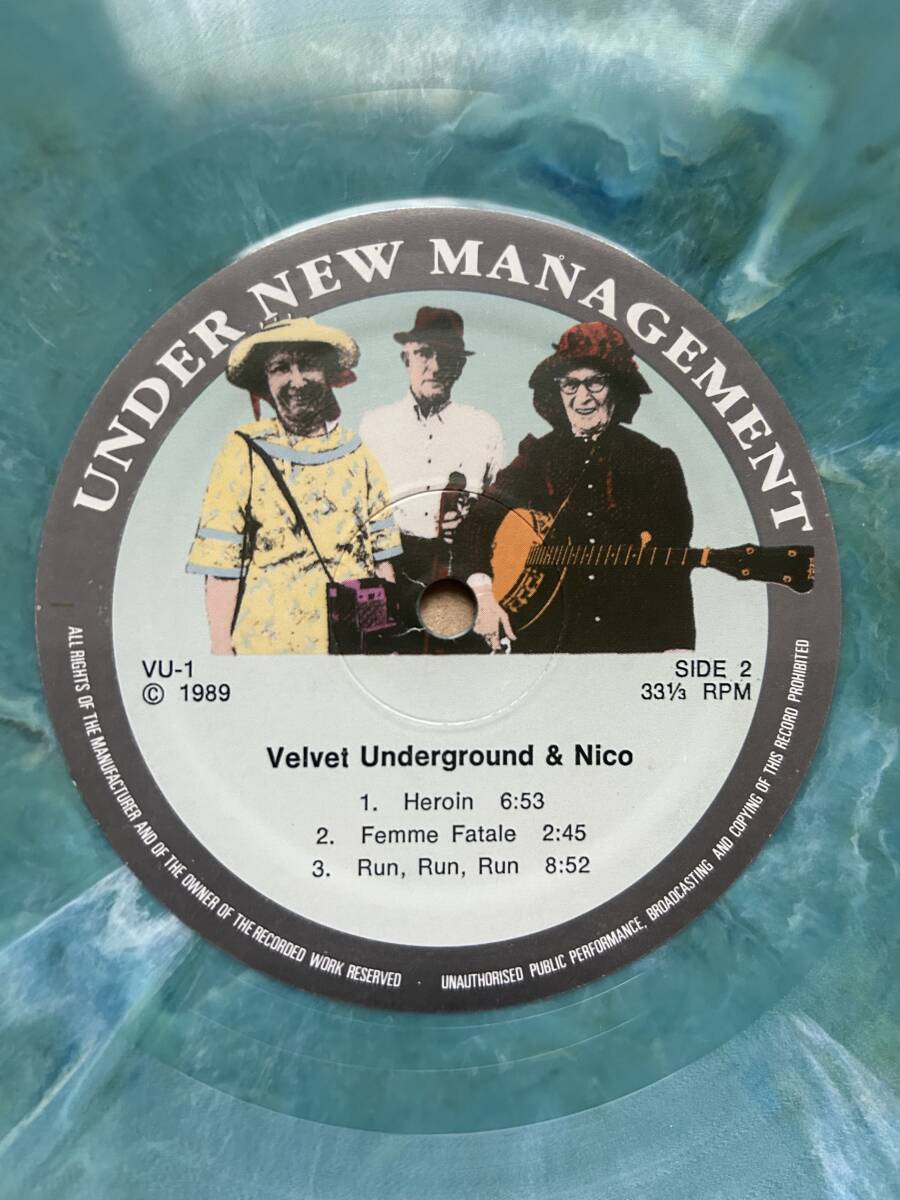 UNDER NEW MANAGEMENT
VU-1
© 1989
SIDE 2
33⅓ RPM
Velvet Underground & Nico
1. Heroin 6:53
2. Femme Fatale 2:45
3. Run, Run, Run 8:52
ALL RIGHTS OF THE MANUFACTURER AND OF THE OWNER OF THE RECORDED WORK RESERVED · UNAUTHORISED PUBLIC PERFORMANCE, BROADCASTING AND COPYING OF THIS RECORD PROHIBITED